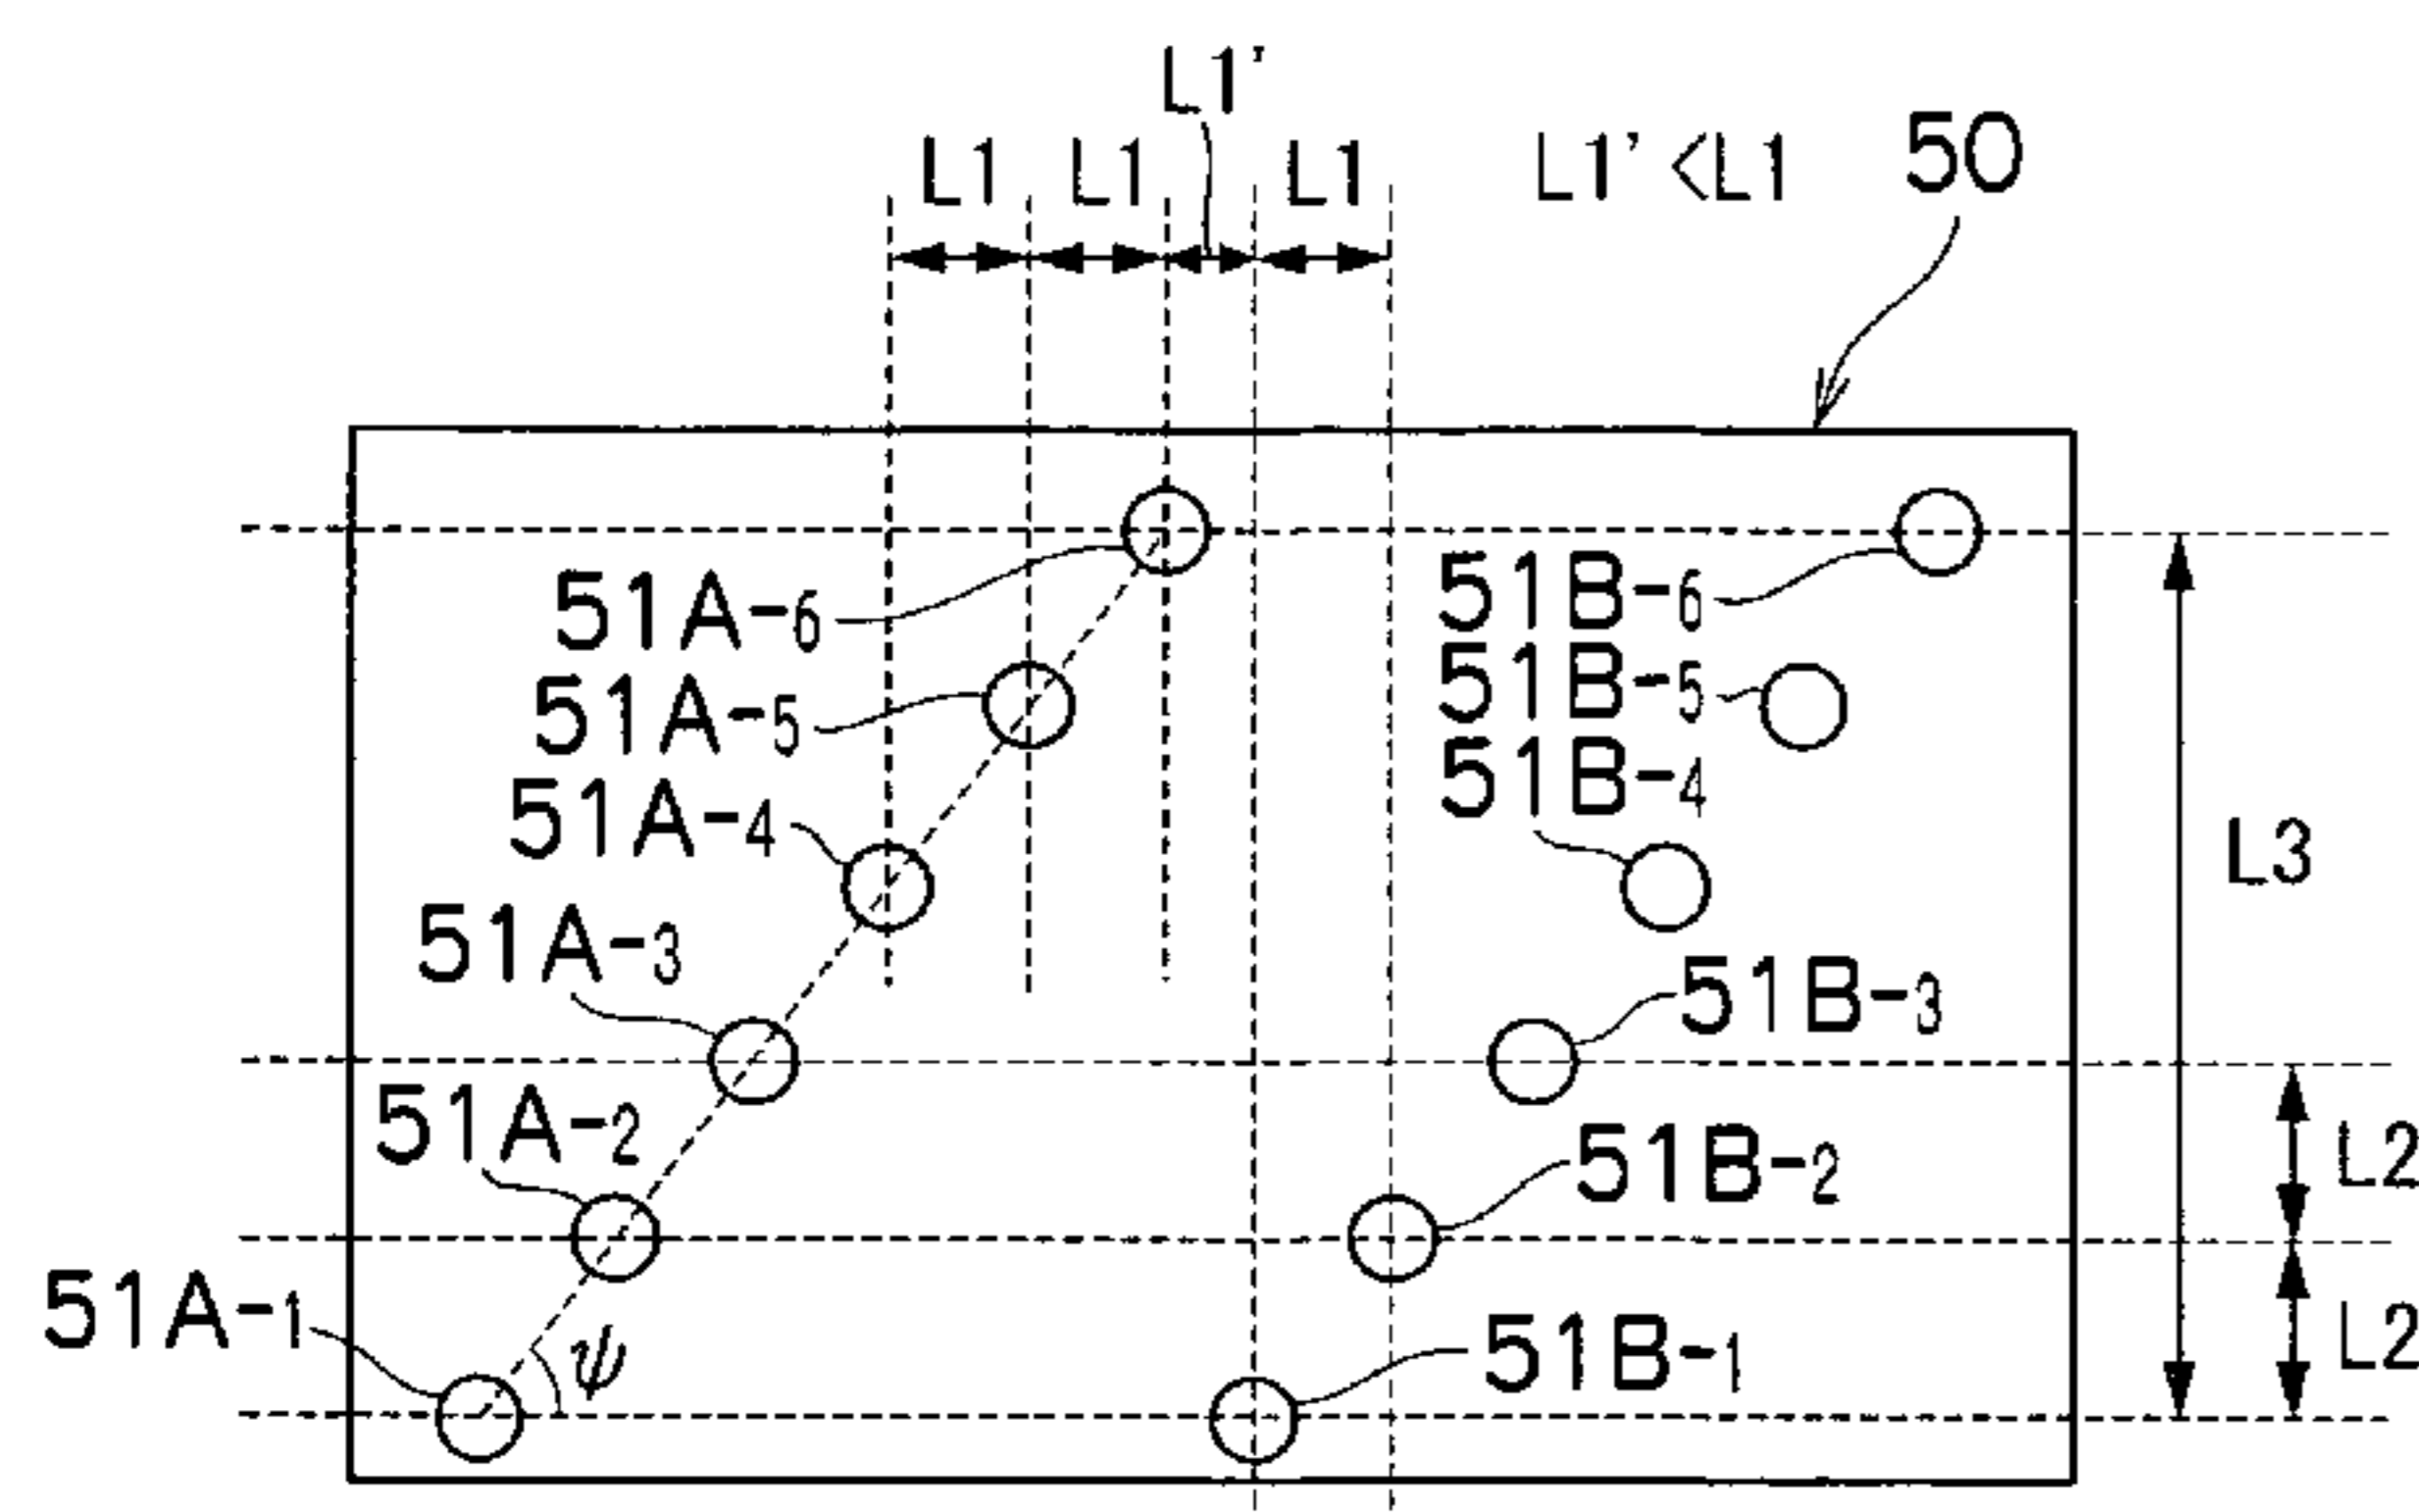 L1'
L1 L1 L1 L1' <L1 50
51A-6 51B-6
51A-5 51B-5
51A-4 51B-4
L3
51A-3 51B-3
51A-2 51B-2 L2
51A-1 ψ 51B-1 L2